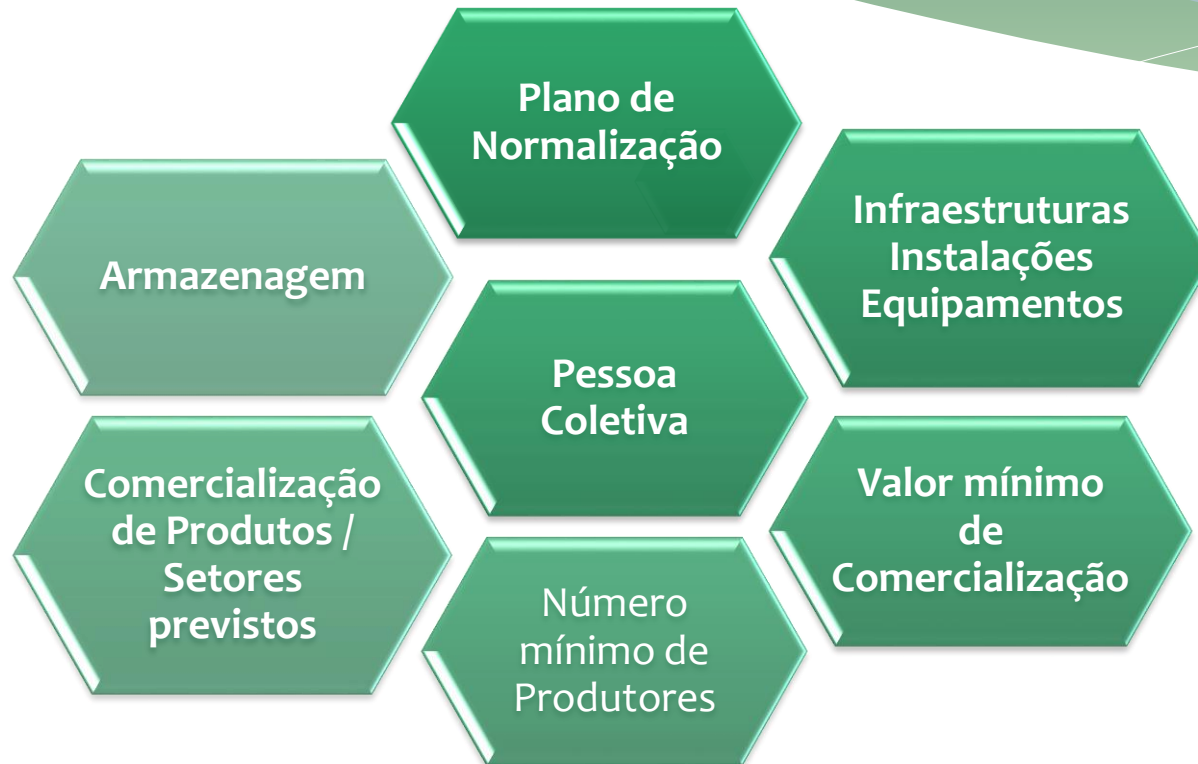 Plano de
Normalização
Infraestruturas
Instalações
Equipamentos
Armazenagem
Pessoa
Coletiva
Comercialização
de Produtos /
Setores
previstos
Valor mínimo
de
Comercialização
Número
mínimo de
Produtores